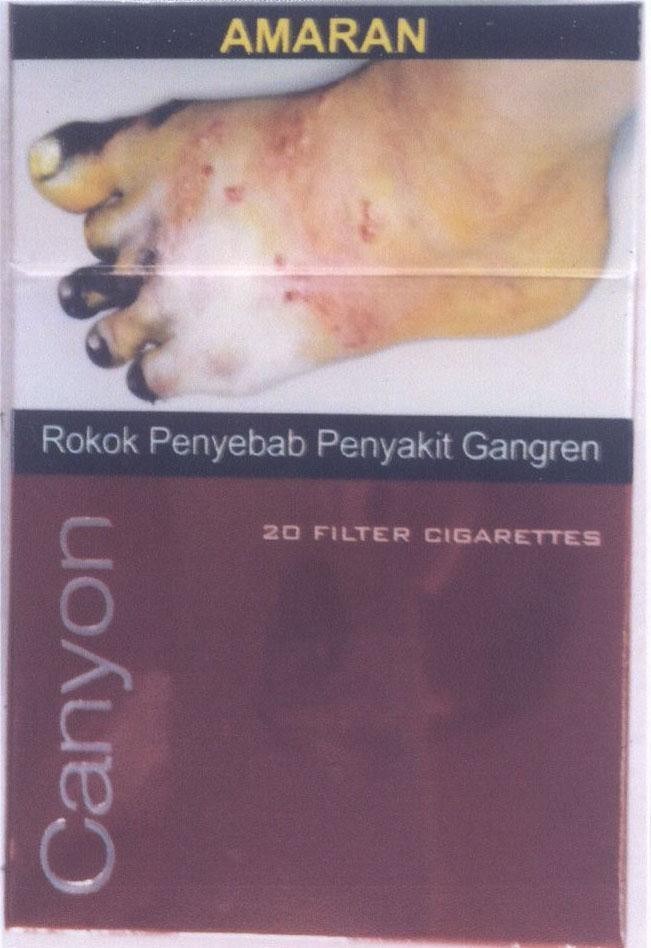 AMARAN
Rokok Penyebab Penyakit Gangren
20 FILTER CIGARETTES
Canyon